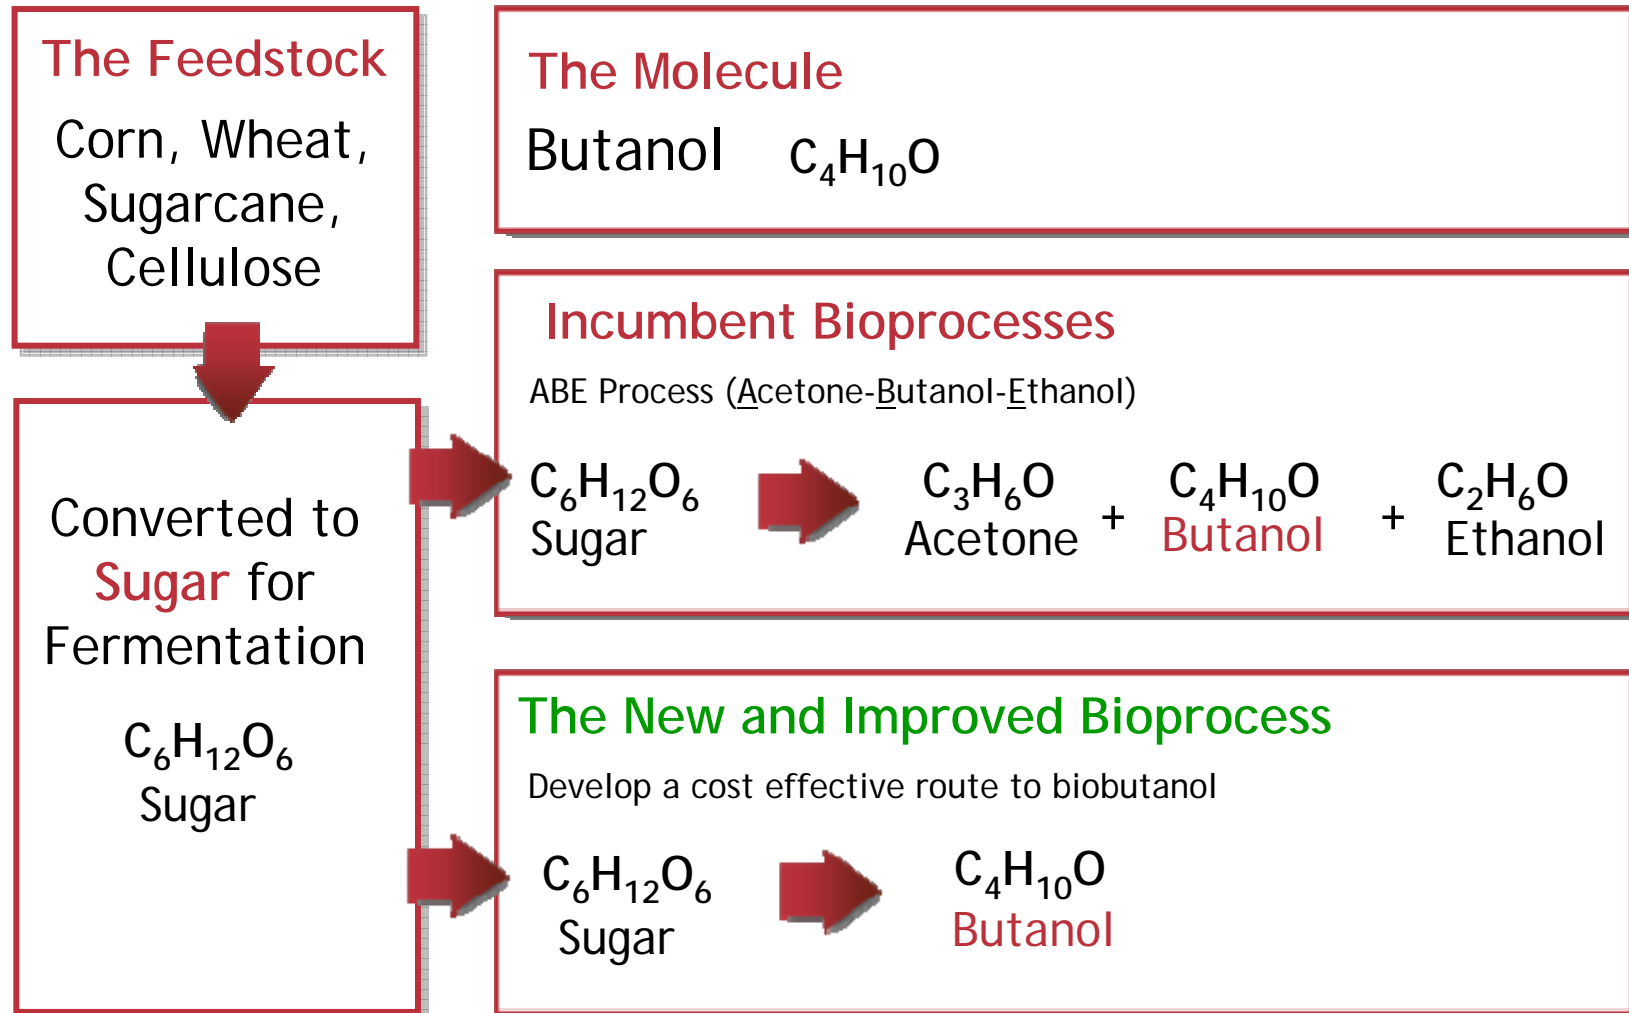 The Feedstock
Corn, Wheat,
Sugarcane,
Cellulose
Converted to
Sugar for
Fermentation
C₆H₁₂O₆
Sugar
The Molecule
Butanol C₄H₁₀O
Incumbent Bioprocesses
ABE Process (Acetone-Butanol-Ethanol)
C₆H₁₂O₆ C₃H₆O C₄H₁₀O C₂H₆O
Sugar Acetone + Butanol + Ethanol
The New and Improved Bioprocess
Develop a cost effective route to biobutanol
C₆H₁₂O₆ C₄H₁₀O
Sugar Butanol